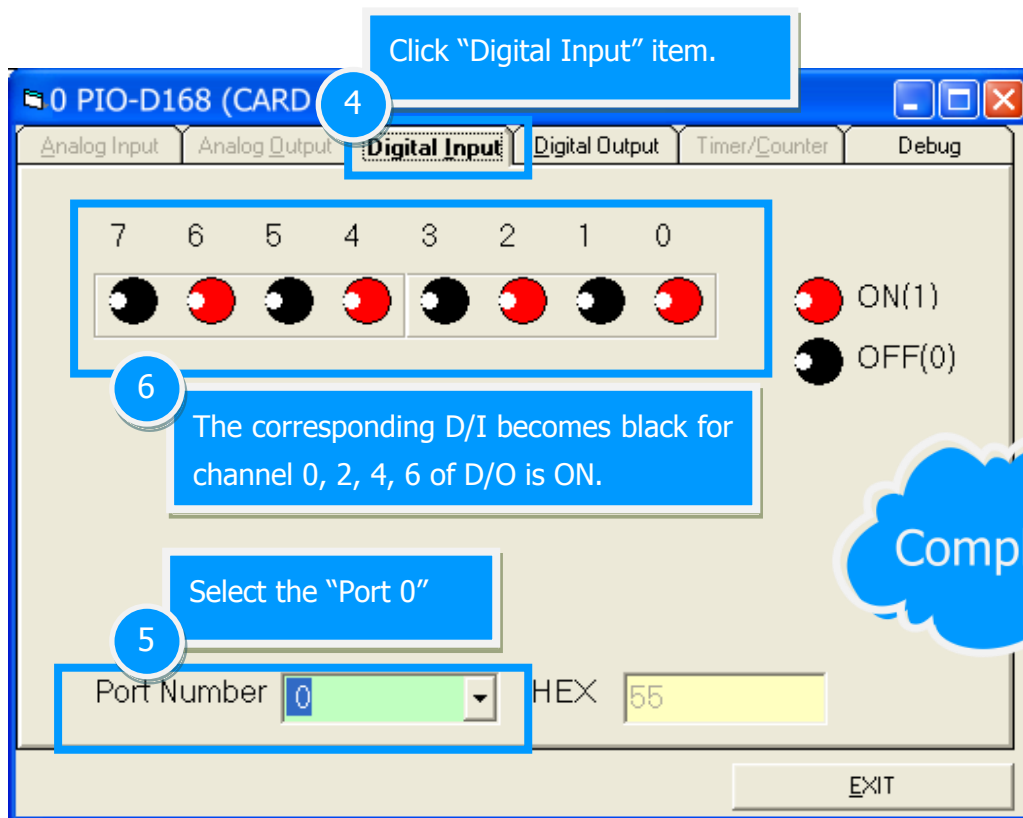 Click “Digital Input” item.
0 PIO-D168 (CARD
4
Analog Input Analog Output Digital Input Digital Output Timer/Counter Debug
7 6 5 4 3 2 1 0
ON(1)
OFF(0)
6
The corresponding D/I becomes black for
channel 0, 2, 4, 6 of D/O is ON.
Comp
Select the “Port 0”
5
Port Number 0 HEX 55
EXIT